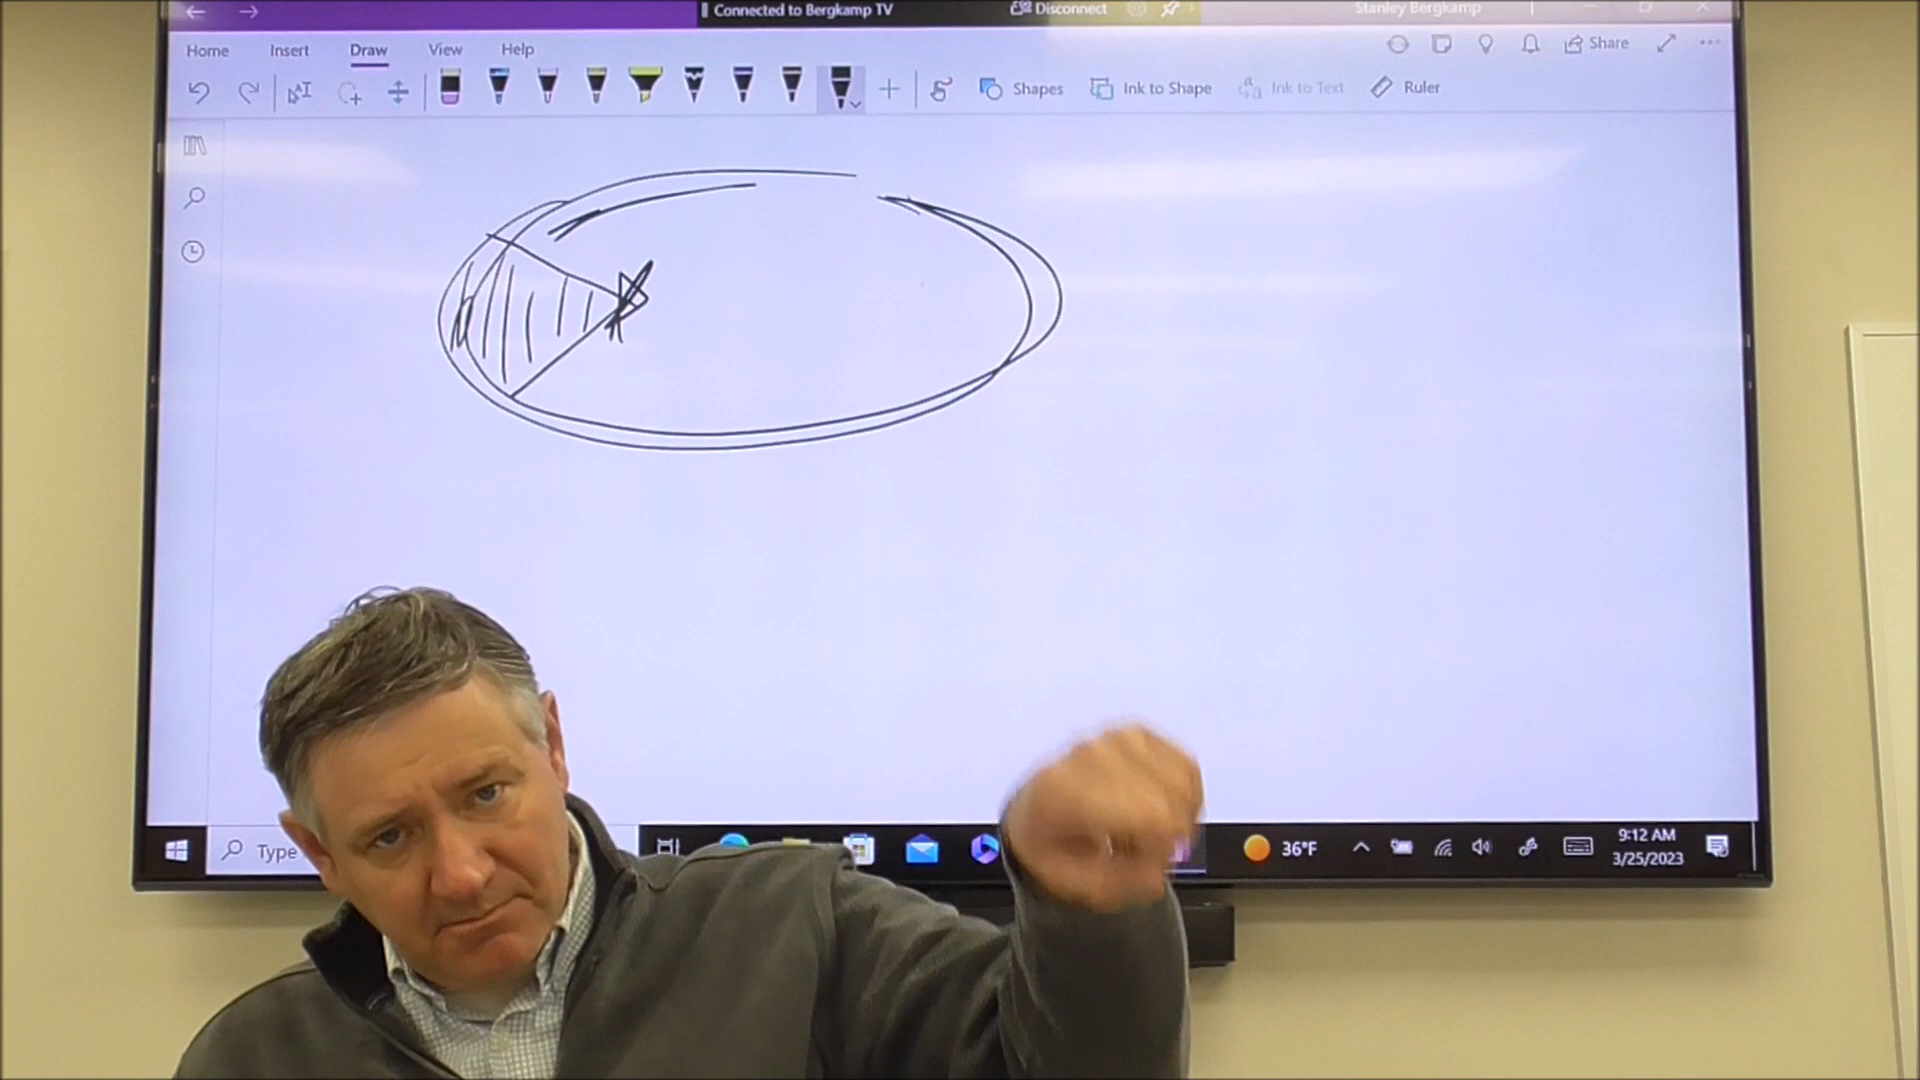 Connected to Bergkamp TV Disconnect Stanley Bergkamp
Home Insert Draw View Help Share
Shapes Ink to Shape Ink to Text Ruler
Type
36°F
9:12 AM
3/25/2023